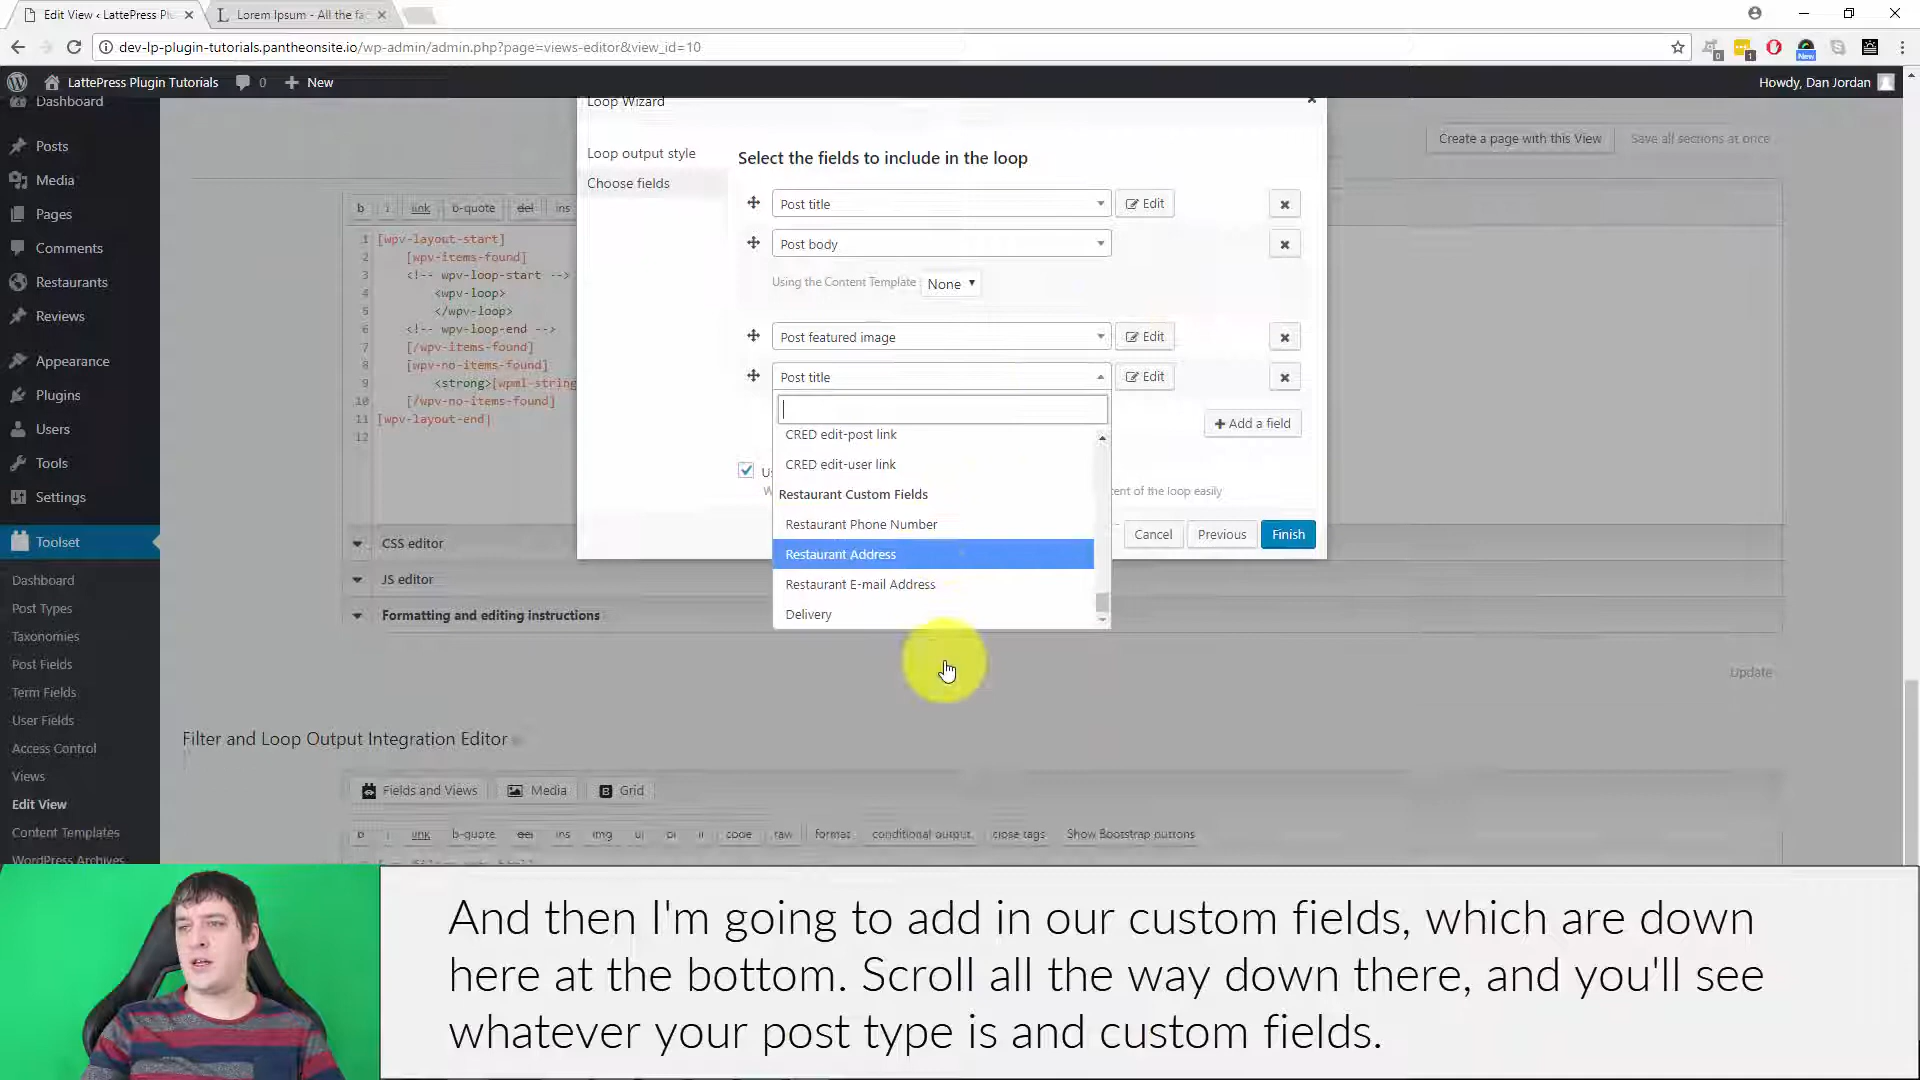 Edit View ‹ LattePress Pl
Lorem Ipsum - All the fa
dev-lp-plugin-tutorials.pantheonsite.io/wp-admin/admin.php?page=views-editor&view_id=10
LattePress Plugin Tutorials
0
New
Howdy, Dan Jordan
Dashboard
Posts
Media
Pages
Comments
Restaurants
Reviews
Appearance
Plugins
Users
Tools
Settings
Toolset
Dashboard
Post Types
Taxonomies
Post Fields
Term Fields
User Fields
Access Control
Views
Edit View
Content Templates
WordPress Archives
Create a page with this View
Save all sections at once
b i link b-quote del ins
1 [wpv-layout-start]
2 [wpv-items-found]
3 <!-- wpv-loop-start -->
4 <wpv-loop>
5 </wpv-loop>
6 <!-- wpv-loop-end -->
7 [/wpv-items-found]
8 [wpv-no-items-found]
9 <strong>[wpml-string
10 [/wpv-no-items-found]
11 [wpv-layout-end]
12
CSS editor
JS editor
Formatting and editing instructions
Update
Loop Wizard
Loop output style
Choose fields
Select the fields to include in the loop
Post title Edit
Post body
Using the Content Template None
Post featured image Edit
Post title Edit
CRED edit-post link
CRED edit-user link
Restaurant Custom Fields
Restaurant Phone Number
Restaurant Address
Restaurant E-mail Address
Delivery
+ Add a field
ent of the loop easily
Cancel Previous Finish
Filter and Loop Output Integration Editor
Fields and Views Media Grid
b i link b-quote del ins img ul ol li code raw format conditional output close tags Show Bootstrap buttons
And then I'm going to add in our custom fields, which are down
here at the bottom. Scroll all the way down there, and you'll see
whatever your post type is and custom fields.